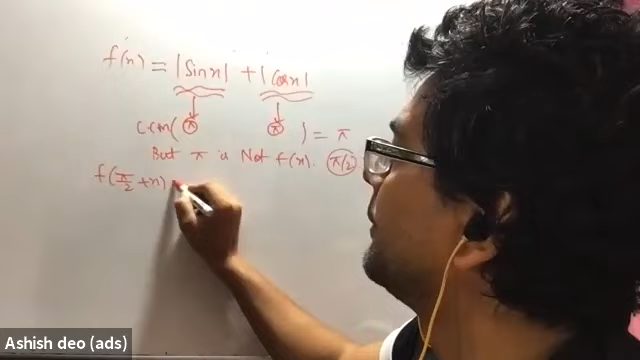 f(x) = |Sinx| + |Cosx|
π π
LCM( ) = π
But π is Not f(x). π/2
f(π/2 + x)
Ashish deo (ads)